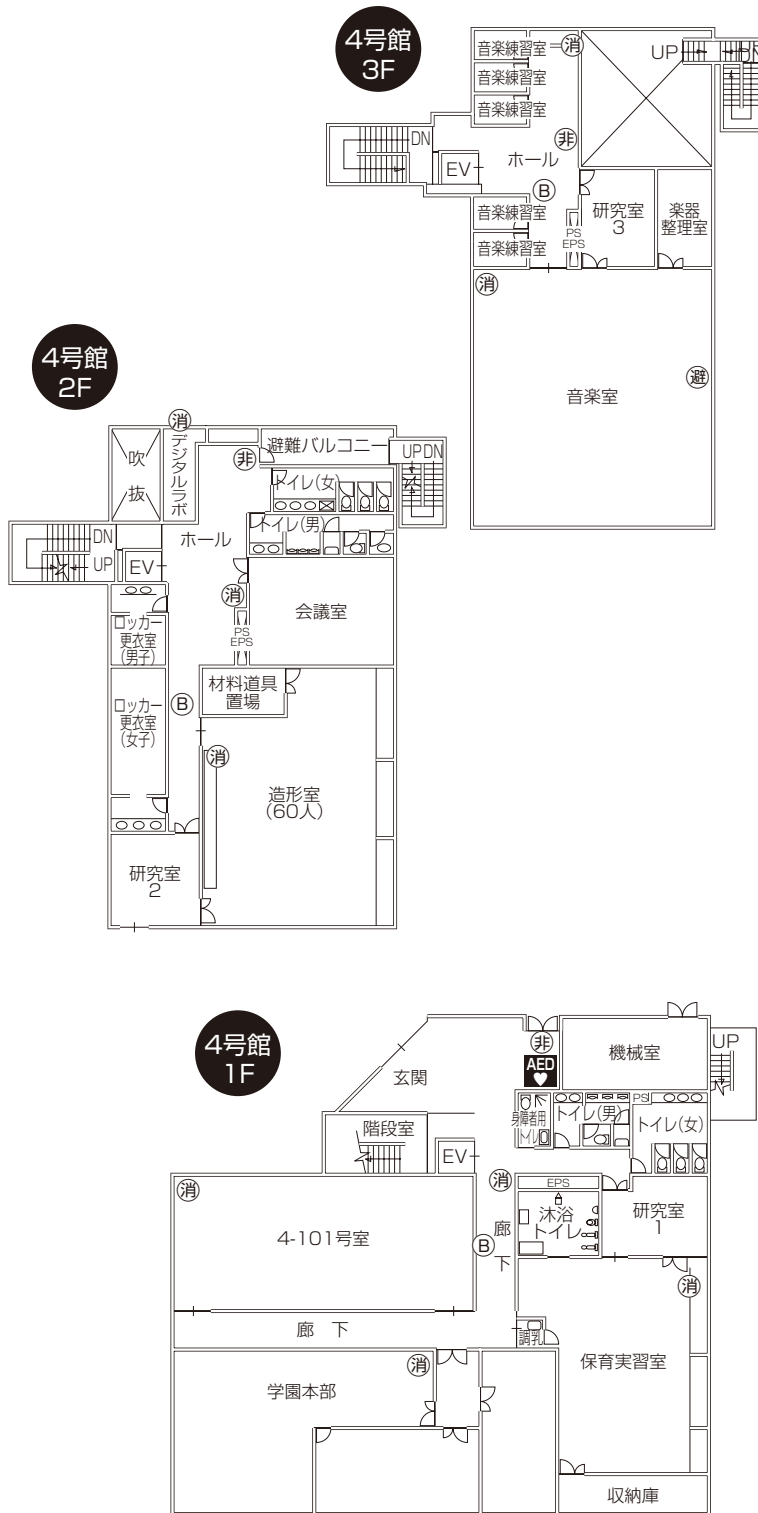 4号館
3F
音楽練習室
消
UP
DN
音楽練習室
音楽練習室
DN
非
ホール
EV
B
音楽練習室
研究室
3
楽器
整理室
PS
EPS
音楽練習室
消
音楽室
避
4号館
2F
消
吹
抜
デジタルラボ
避難バルコニー
非
UP DN
トイレ(女)
トイレ(男)
DN
UP
ホール
EV
消
会議室
PS
EPS
ロッカー
更衣室
(男子)
材料道具
置場
B
ロッカー
更衣室
(女子)
消
造形室
(60人)
研究室
2
4号館
1F
非
AED
機械室
UP
玄関
PS
身障者用
トイレ
トイレ(男)
トイレ(女)
階段室
EV
消
消
EPS
研究室
1
沐浴
トイレ
4-101号室
B
廊下
消
廊 下
調乳
保育実習室
消
学園本部
収納庫